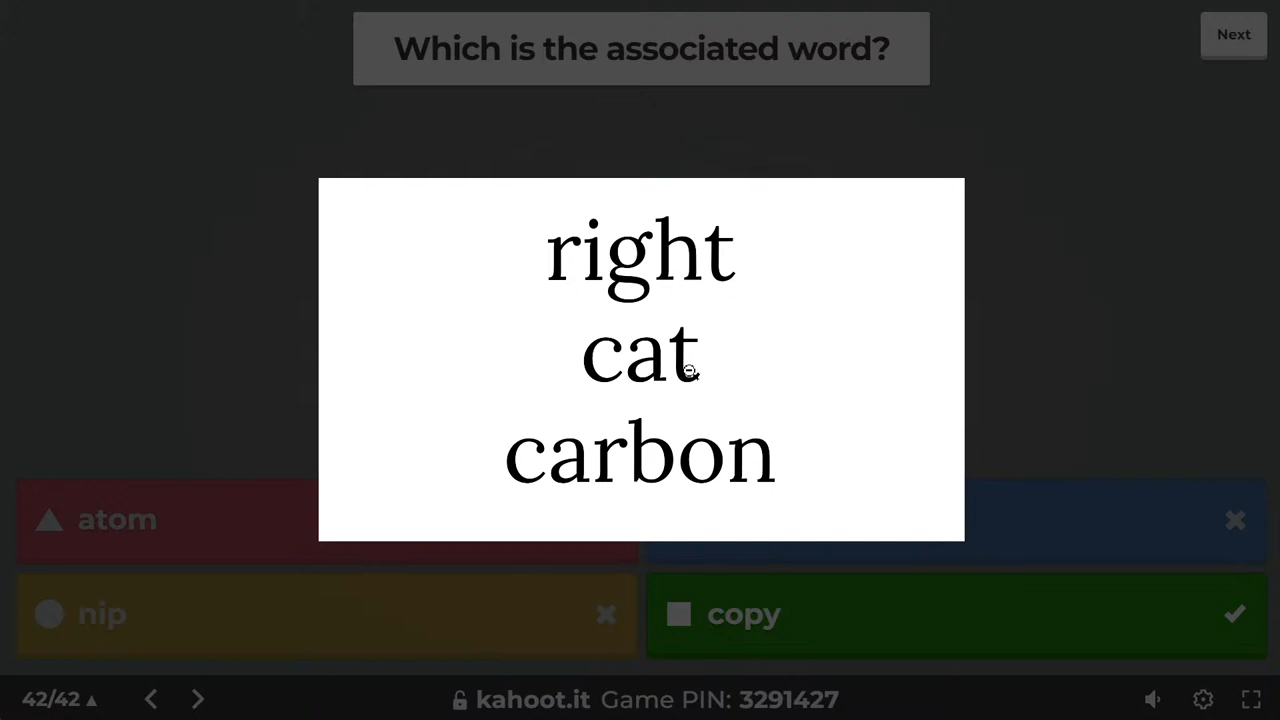 Which is the associated word?
Next
right
cat
carbon
atom
nip
copy
42/42
kahoot.it Game PIN: 3291427